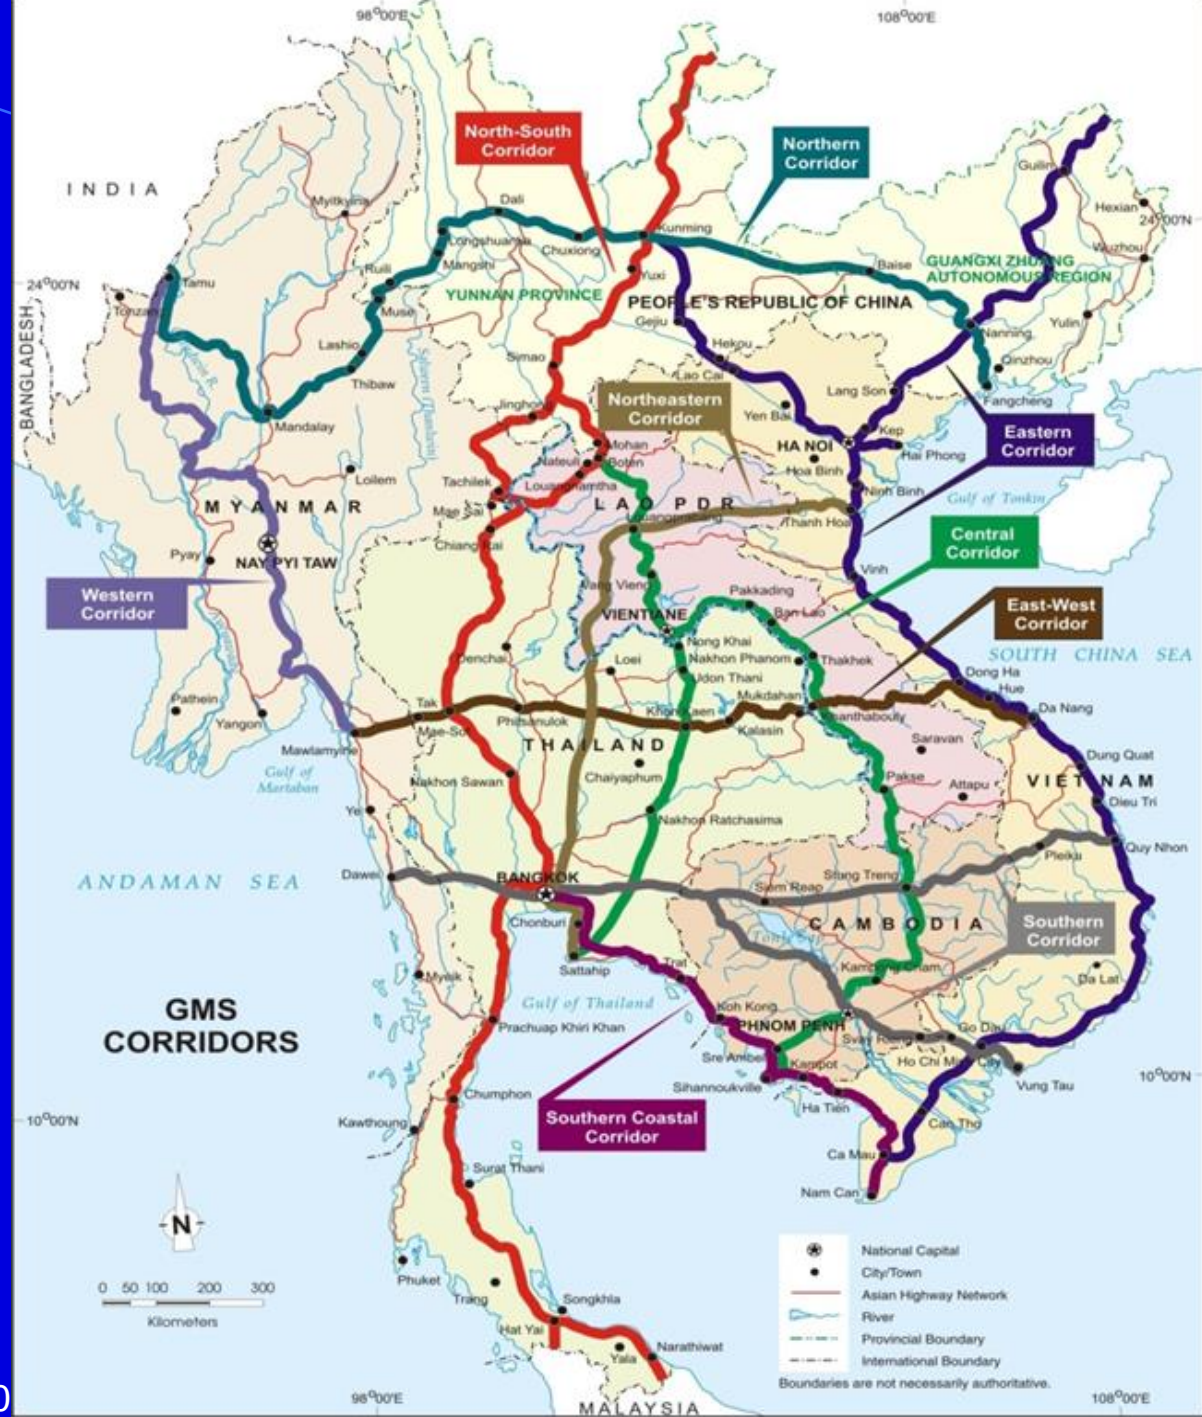 98°00'E
108°00'E
North-South
Corridor
Northern
Corridor
INDIA
Guilin
Hexian
24°00'N
Myitkyina
Dali
Kunming
Longshuan
Chuxiong
Wuzhou
Mangshi
Baise
GUANGXI ZHUANG
AUTONOMOUS REGION
Ruili
Yuxi
24°00'N
Tamu
YUNNAN PROVINCE
PEOPLE'S REPUBLIC OF CHINA
Muse
Gejiu
Yulin
Nanning
BANGLADESH
Lashio
Simao
Hekou
Lao Cai
Qinzhou
Thibaw
Northeastern
Corridor
Lang Son
Fangcheng
Jinghong
Yen Bai
Mandalay
Kep
Eastern
Corridor
Mohan
HA NOI
Hai Phong
Nateuil
Boten
Hoa Binh
Loilem
Tachilek
Louangnamtha
Ninh Binh
Gulf of Tonkin
MYANMAR
Mae Sai
LAO PDR
Louangprabang
Thanh Hoa
Chiang Rai
Central
Corridor
Pyay
NAY PYI TAW
Vinh
Western
Corridor
Vang Vieng
Pakkading
East-West
Corridor
VIENTIANE
Ban Lao
Nong Khai
Denchai
Loei
Nakhon Phanom
Thakhek
SOUTH CHINA SEA
Udon Thani
Dong Ha
Hue
Pathein
Yangon
Tak
Mukdahan
Da Nang
Phitsanulok
Khon Kaen
Mae-Sot
Kalasin
Saravan
Mawlamyine
THAILAND
Dung Quat
Gulf of
Martaban
Nakhon Sawan
Chaiyaphum
Pakse
Attapu
VIETNAM
Dieu Tri
Ye
Nakhon Ratchasima
Quy Nhon
Pleiku
ANDAMAN SEA
Dawei
BANGKOK
Stung Treng
Siem Reap
Chonburi
CAMBODIA
Southern
Corridor
Sattahip
Trat
Kampong Cham
Da Lat
Myeik
Gulf of Thailand
GMS
CORRIDORS
Koh Kong
Prachuap Khiri Khan
PHNOM PENH
Go Dau
Sre Ambel
Ho Chi Minh City
Kampot
Sihannoukville
Vung Tau
10°00'N
Chumphon
Ha Tien
Southern Coastal
Corridor
Kawthoung
Can Tho
10°00'N
Ca Mau
Surat Thani
Nam Can
N
National Capital
City/Town
0 50 100 200 300
Kilometers
Phuket
Trang
Songkhla
Asian Highway Network
River
Hat Yai
Provincial Boundary
Narathiwat
Yala
International Boundary
Boundaries are not necessarily authoritative.
98°00'E
108°00'E
MALAYSIA
0